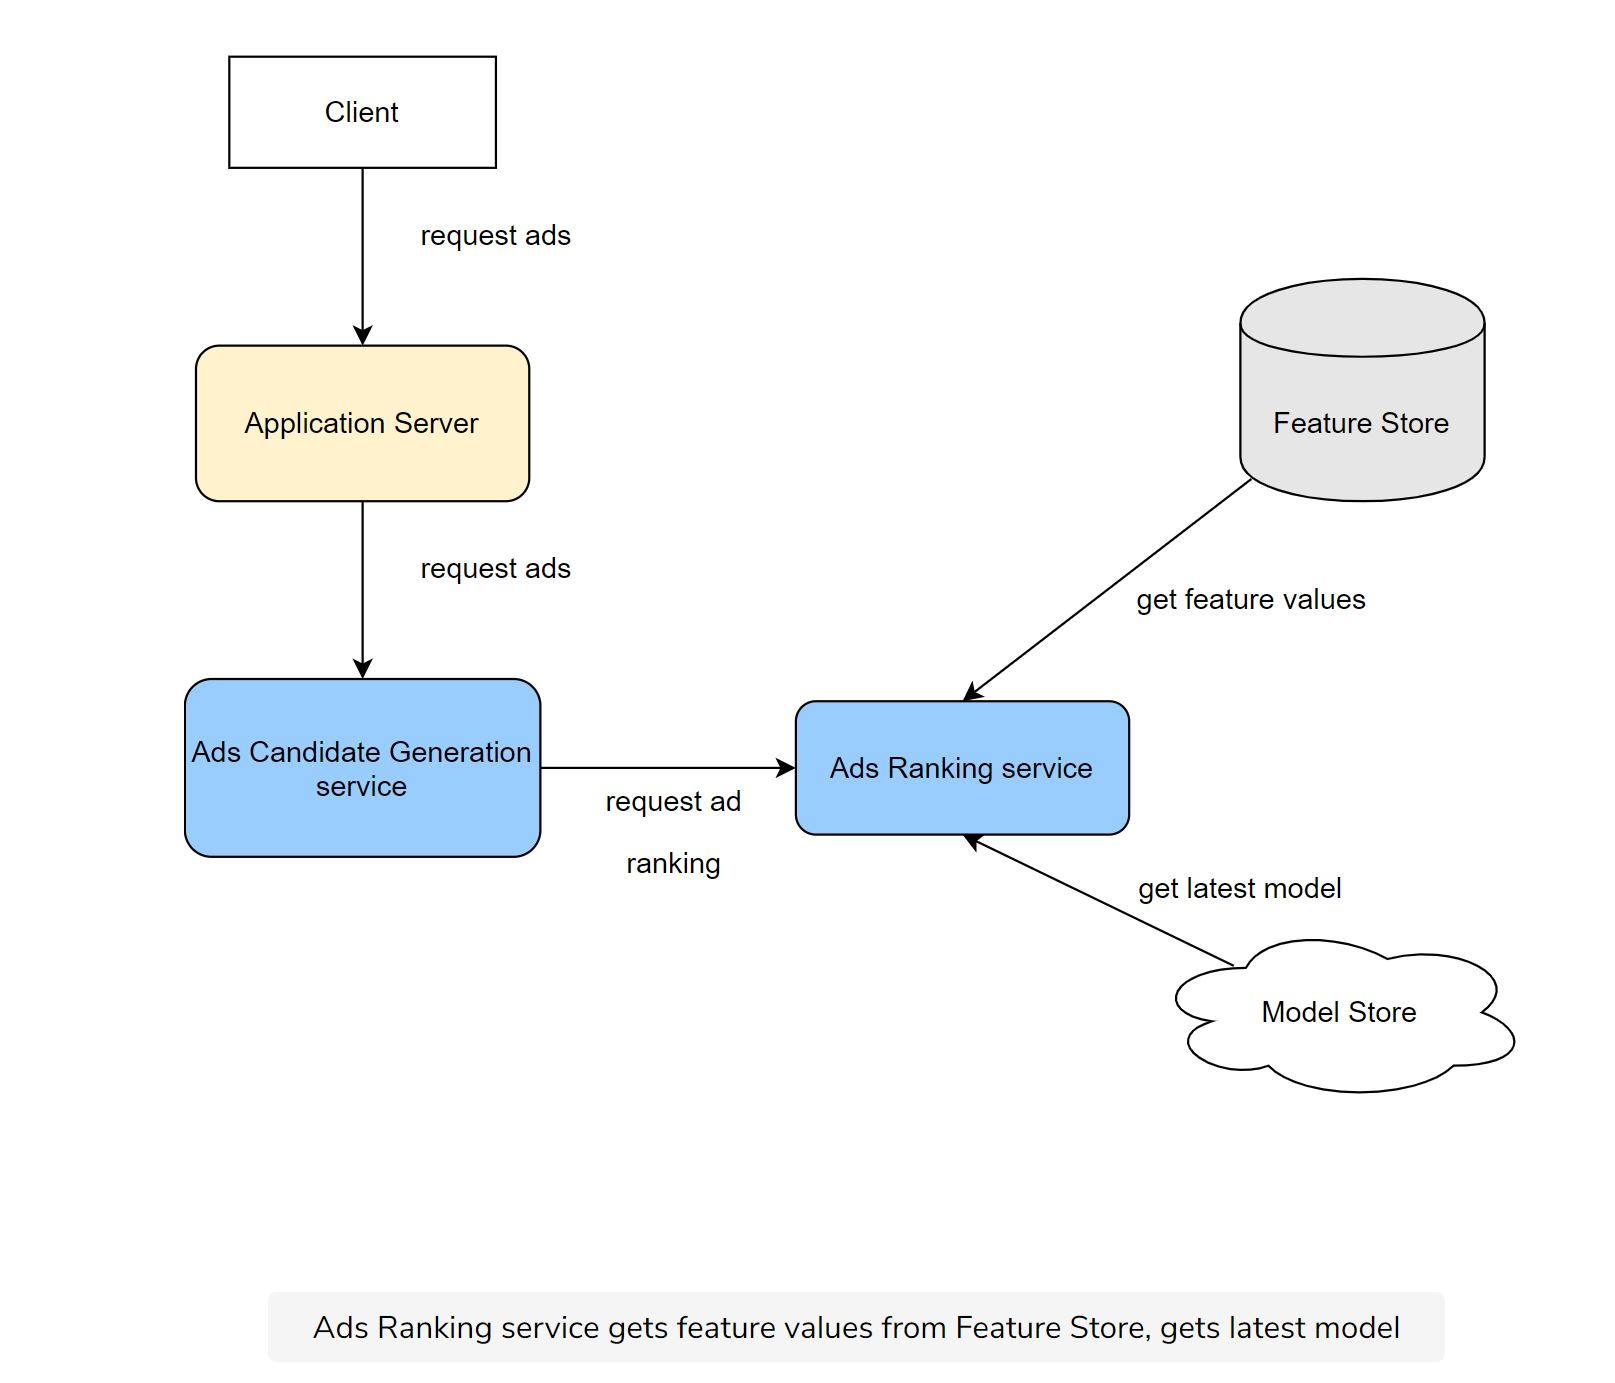 Client
request ads
Application Server
Feature Store
request ads
get feature values
Ads Candidate Generation
service
request ad
ranking
Ads Ranking service
get latest model
Model Store
Ads Ranking service gets feature values from Feature Store, gets latest model